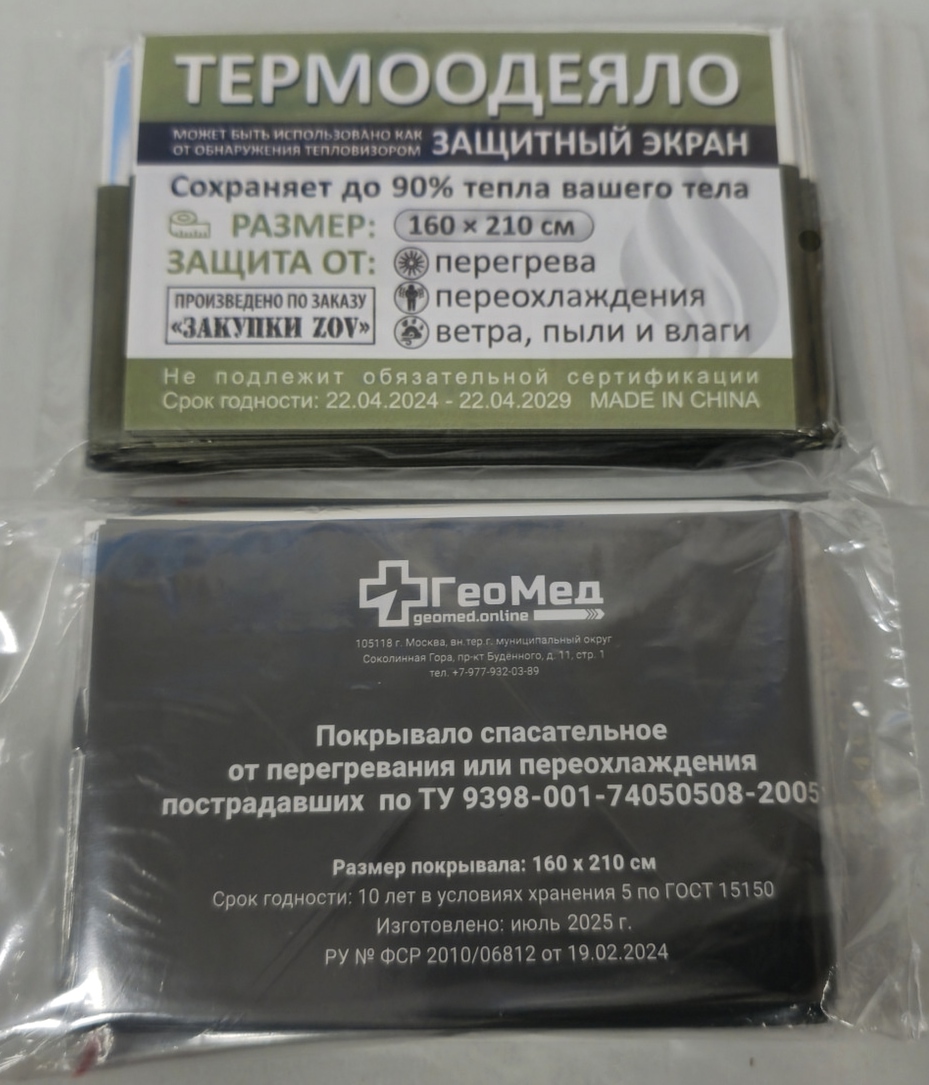 ТЕРМООДЕЯЛО
МОЖЕТ БЫТЬ ИСПОЛЬЗОВАНО КАК
ОТ ОБНАРУЖЕНИЯ ТЕПЛОВИЗОРОМ
ЗАЩИТНЫЙ ЭКРАН
Сохраняет до 90% тепла вашего тела
РАЗМЕР: 160 × 210 см
ЗАЩИТА ОТ: перегрева
переохлаждения
ветра, пыли и влаги
ПРОИЗВЕДЕНО ПО ЗАКАЗУ
«ЗАКУПКИ ZOV»
Не подлежит обязательной сертификации
Срок годности: 22.04.2024 - 22.04.2029 MADE IN CHINA
ГеоМед
geomed.online
105118 г. Москва, вн.тер.г. муниципальный округ
Соколинная Гора, пр-кт Буденного, д. 11, стр. 1
тел. +7-977-932-03-89
Покрывало спасательное
от перегревания или переохлаждения
пострадавших по ТУ 9398-001-74050508-2005
Размер покрывала: 160 х 210 см
Срок годности: 10 лет в условиях хранения 5 по ГОСТ 15150
Изготовлено: июль 2025 г.
РУ № ФСР 2010/06812 от 19.02.2024